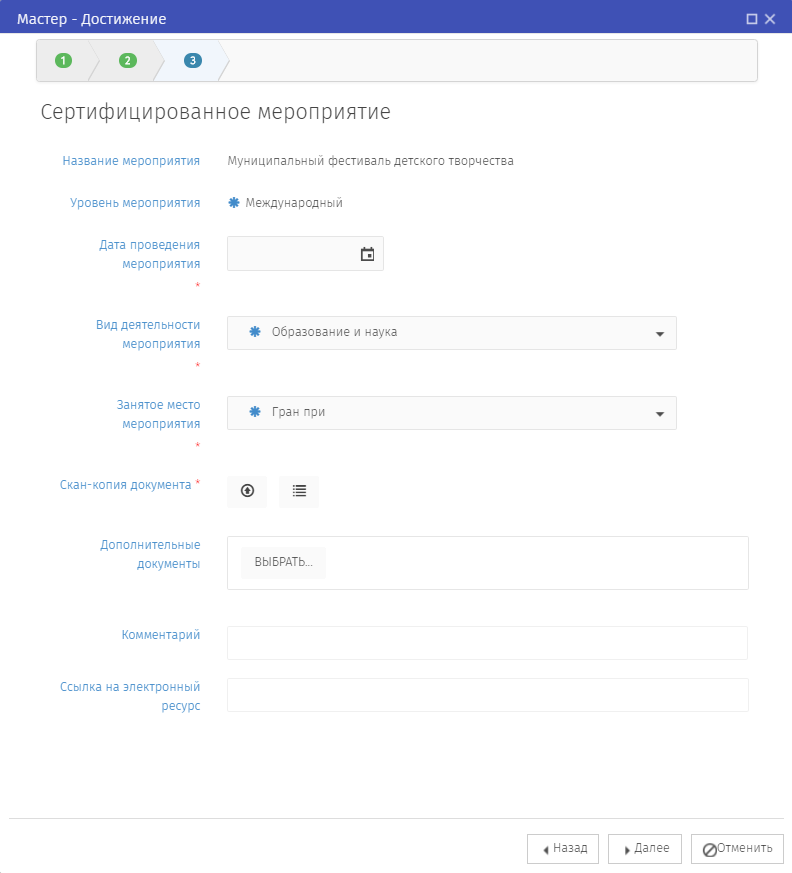 Мастер - Достижение
1 2 3
Сертифицированное мероприятие
Название мероприятия Муниципальный фестиваль детского творчества
Уровень мероприятия Международный
Дата проведения
мероприятия
*
Вид деятельности
мероприятия
*
Образование и наука
Занятое место
мероприятия
*
Гран при
Скан-копия документа *
Дополнительные
документы
ВЫБРАТЬ...
Комментарий
Ссылка на электронный
ресурс
Назад Далее Отменить